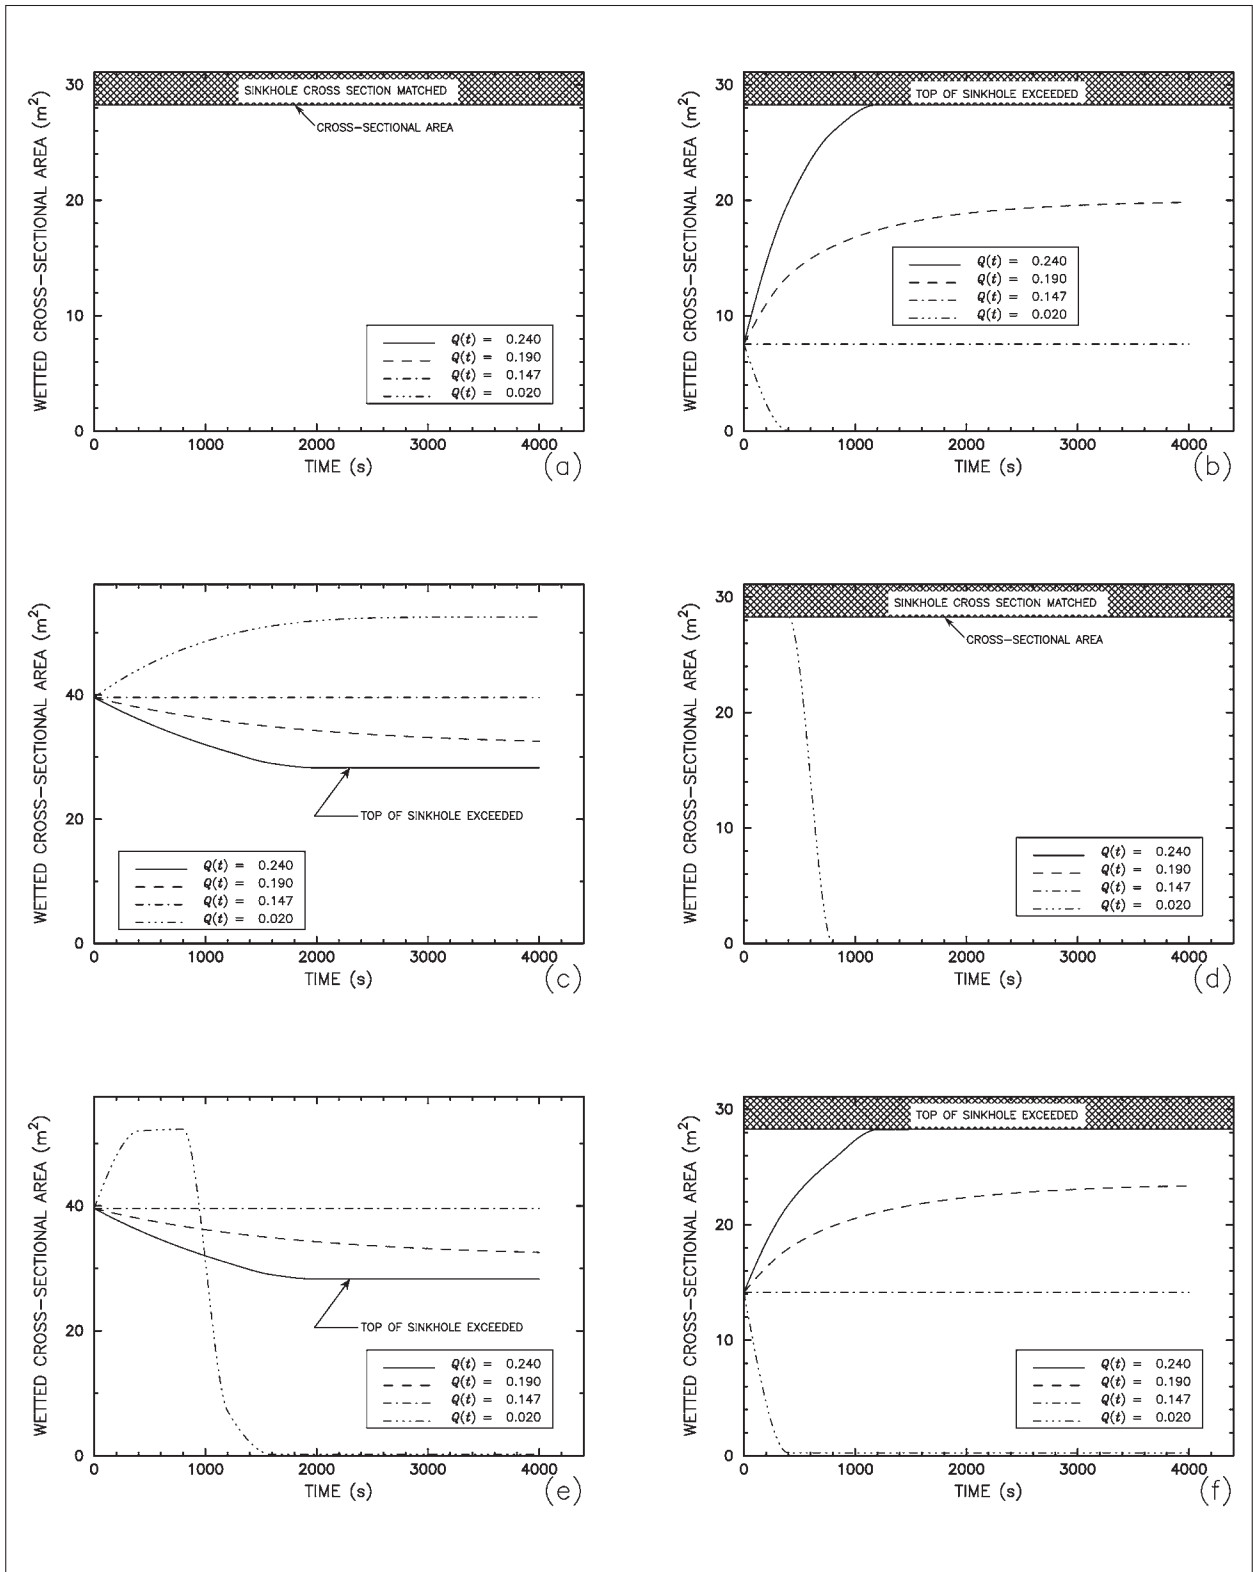 WETTED CROSS-SECTIONAL AREA (m²)
30
20
10
0
SINKHOLE CROSS SECTION MATCHED
CROSS-SECTIONAL AREA
Q(t) = 0.240
Q(t) = 0.190
Q(t) = 0.147
Q(t) = 0.020
0 1000 2000 3000 4000
TIME (s)
(a)
WETTED CROSS-SECTIONAL AREA (m²)
30
20
10
0
TOP OF SINKHOLE EXCEEDED
Q(t) = 0.240
Q(t) = 0.190
Q(t) = 0.147
Q(t) = 0.020
0 1000 2000 3000 4000
TIME (s)
(b)
WETTED CROSS-SECTIONAL AREA (m²)
40
20
0
TOP OF SINKHOLE EXCEEDED
Q(t) = 0.240
Q(t) = 0.190
Q(t) = 0.147
Q(t) = 0.020
0 1000 2000 3000 4000
TIME (s)
(c)
WETTED CROSS-SECTIONAL AREA (m²)
30
20
10
0
SINKHOLE CROSS SECTION MATCHED
CROSS-SECTIONAL AREA
Q(t) = 0.240
Q(t) = 0.190
Q(t) = 0.147
Q(t) = 0.020
0 1000 2000 3000 4000
TIME (s)
(d)
WETTED CROSS-SECTIONAL AREA (m²)
40
20
0
TOP OF SINKHOLE EXCEEDED
Q(t) = 0.240
Q(t) = 0.190
Q(t) = 0.147
Q(t) = 0.020
0 1000 2000 3000 4000
TIME (s)
(e)
WETTED CROSS-SECTIONAL AREA (m²)
30
20
10
0
TOP OF SINKHOLE EXCEEDED
Q(t) = 0.240
Q(t) = 0.190
Q(t) = 0.147
Q(t) = 0.020
0 1000 2000 3000 4000
TIME (s)
(f)